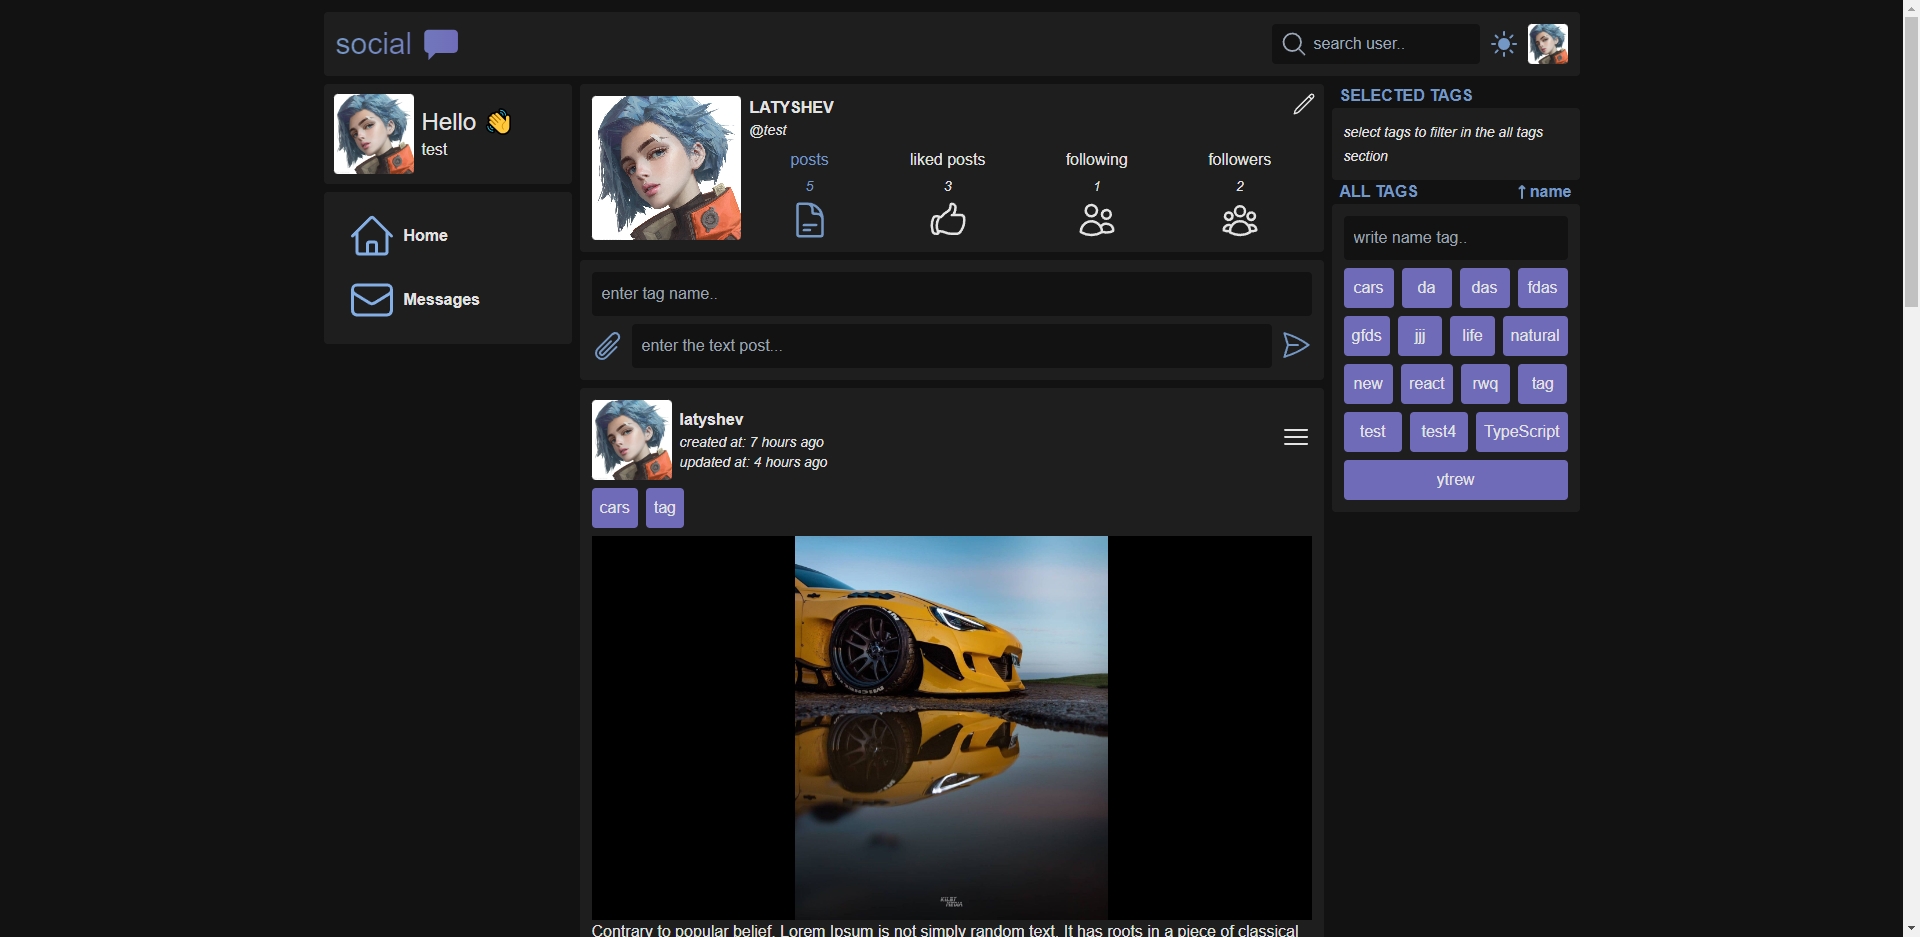 social
search user..
Hello 👋
test
Home
Messages
LATYSHEV
@test
posts
liked posts
following
followers
5
3
1
2
enter tag name..
enter the text post...
latyshev
created at: 7 hours ago
updated at: 4 hours ago
cars tag
Contrary to popular belief, Lorem Ipsum is not simply random text. It has roots in a piece of classical
SELECTED TAGS
select tags to filter in the all tags
section
ALL TAGS ↑ name
write name tag..
cars da das fdas
gfds jjj life natural
new react rwq tag
test test4 TypeScript
ytrew